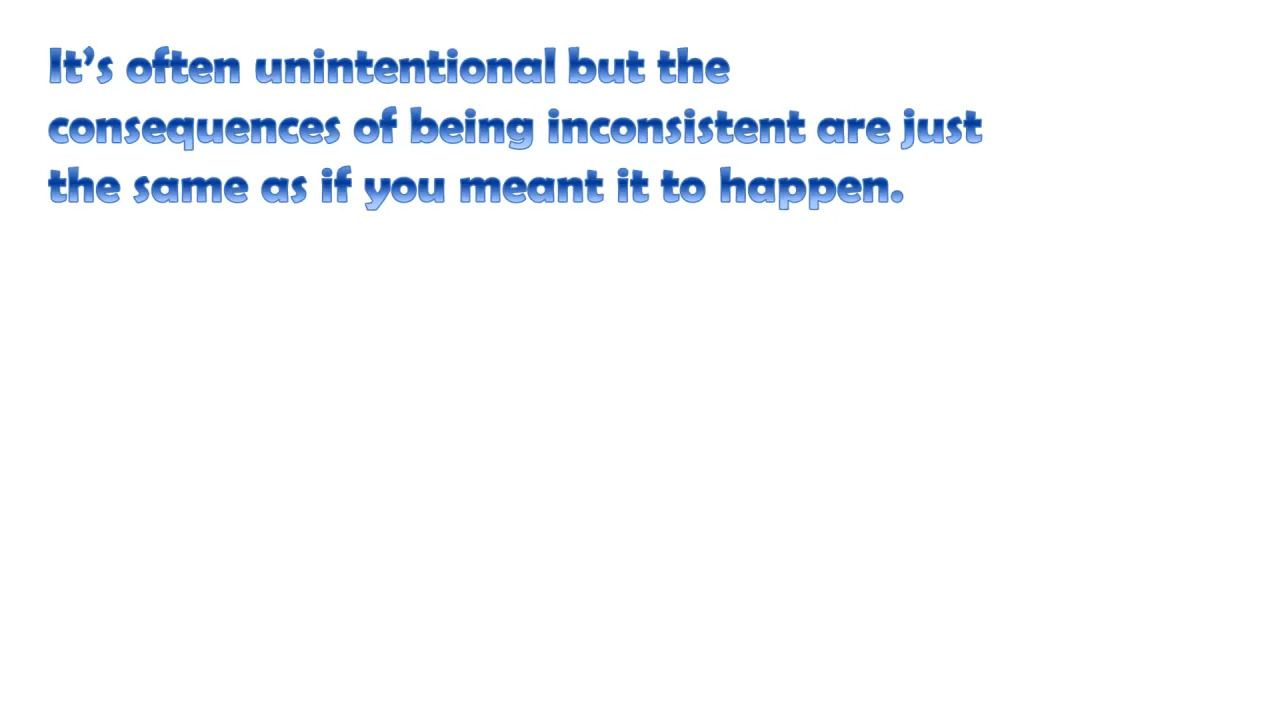 It’s often unintentional but the
consequences of being inconsistent are just
the same as if you meant it to happen.